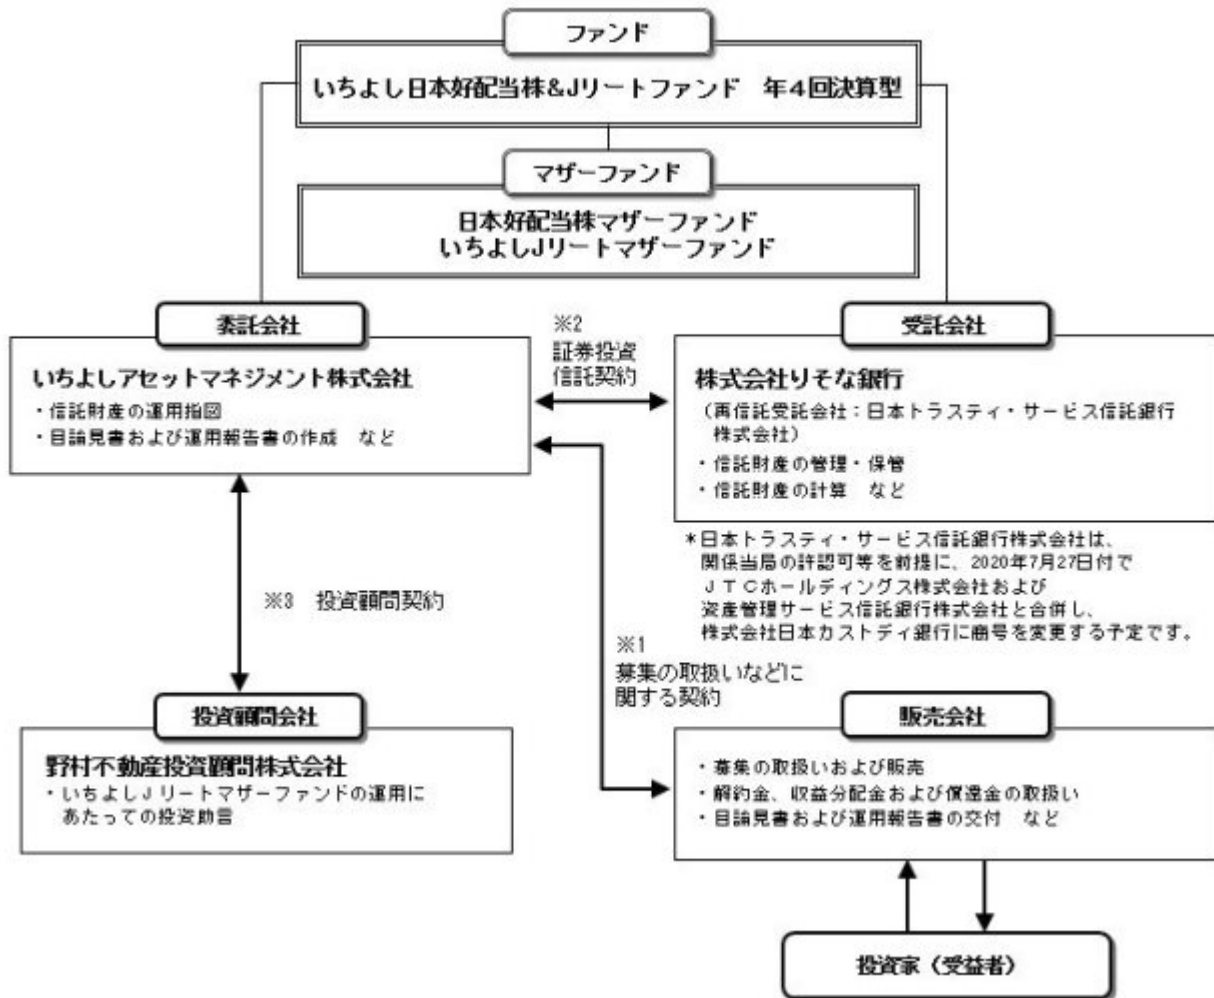 ファンド
いちよし日本好配当株&Jリートファンド　年4回決算型
マザーファンド
日本好配当株マザーファンド
いちよしJリートマザーファンド
委託会社
いちよしアセットマネジメント株式会社
・信託財産の運用指図
・目論見書および運用報告書の作成　など
※2
証券投資
信託契約
受託会社
株式会社りそな銀行
（再信託受託会社：日本トラスティ・サービス信託銀行
株式会社）
・信託財産の管理・保管
・信託財産の計算　など
＊日本トラスティ・サービス信託銀行株式会社は、
関係当局の許認可等を前提に、2020年7月27日付で
ＪＴＣホールディングス株式会社および
資産管理サービス信託銀行株式会社と合併し、
株式会社日本カストディ銀行に商号を変更する予定です。
※3　投資顧問契約
※1
募集の取扱いなどに
関する契約
投資顧問会社
野村不動産投資顧問株式会社
・いちよしＪリートマザーファンドの運用に
あたっての投資助言
販売会社
・募集の取扱いおよび販売
・解約金、収益分配金および償還金の取扱い
・目論見書および運用報告書の交付　など
投資家（受益者）